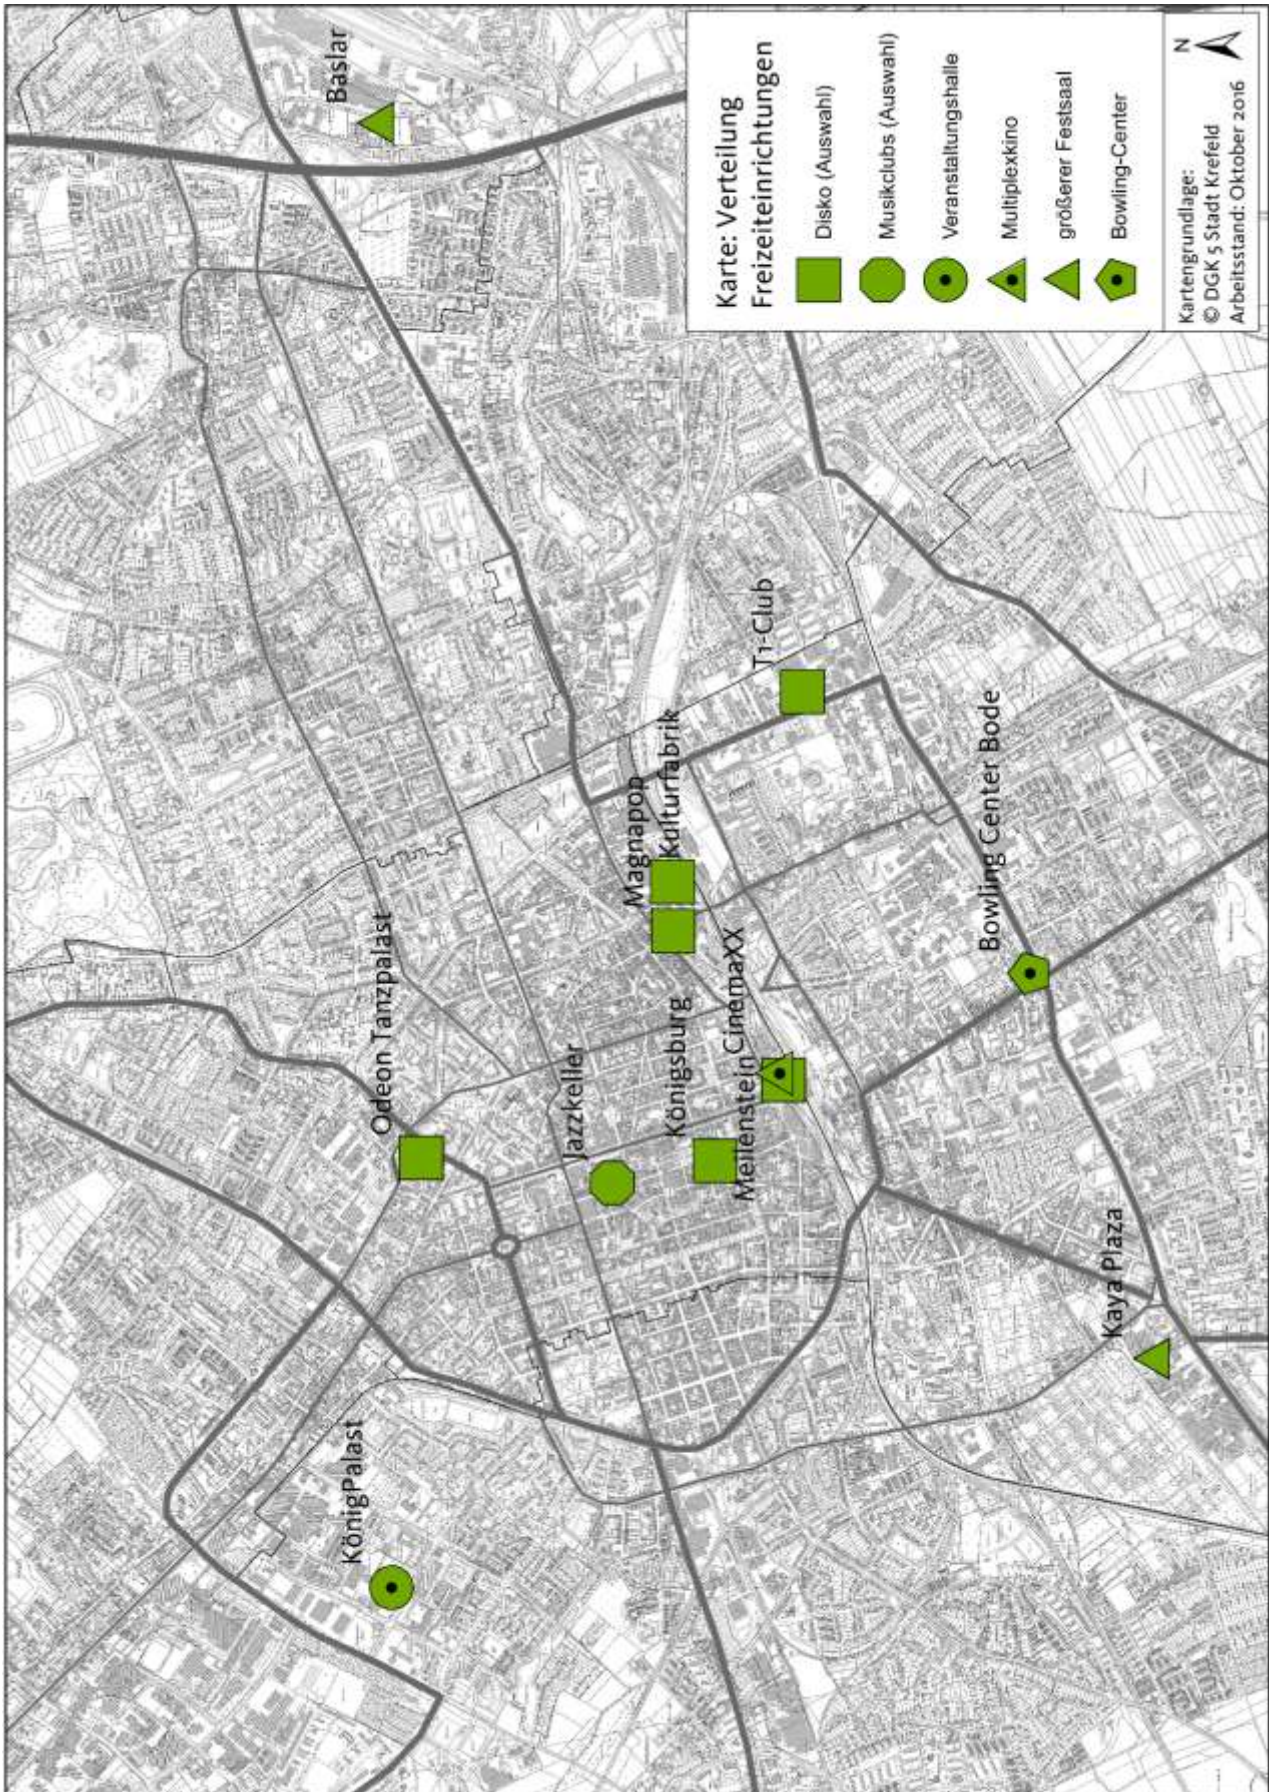 Karte: Verteilung
Freizeiteinrichtungen
Disko (Auswahl)
Musikclubs (Auswahl)
Veranstaltungshalle
Multiplexkino
größerer Festsaal
Bowling-Center
Kartengrundlage:
© DGK 5 Stadt Krefeld
Arbeitsstand: Oktober 2016
N
KönigPalast
Odeon Tanzpalast
Baslar
Jazzkeller
Magnapop
Kulturfabrik
Königsburg
Meilenstein
CinemaXX
T1-Club
Bowling Center Bode
Kaya Plaza